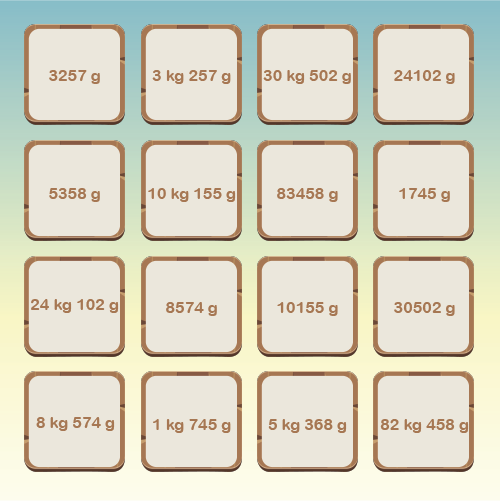 3257 g
3 kg 257 g
30 kg 502 g
24102 g
5358 g
10 kg 155 g
83458 g
1745 g
24 kg 102 g
8574 g
10155 g
30502 g
8 kg 574 g
1 kg 745 g
5 kg 368 g
82 kg 458 g